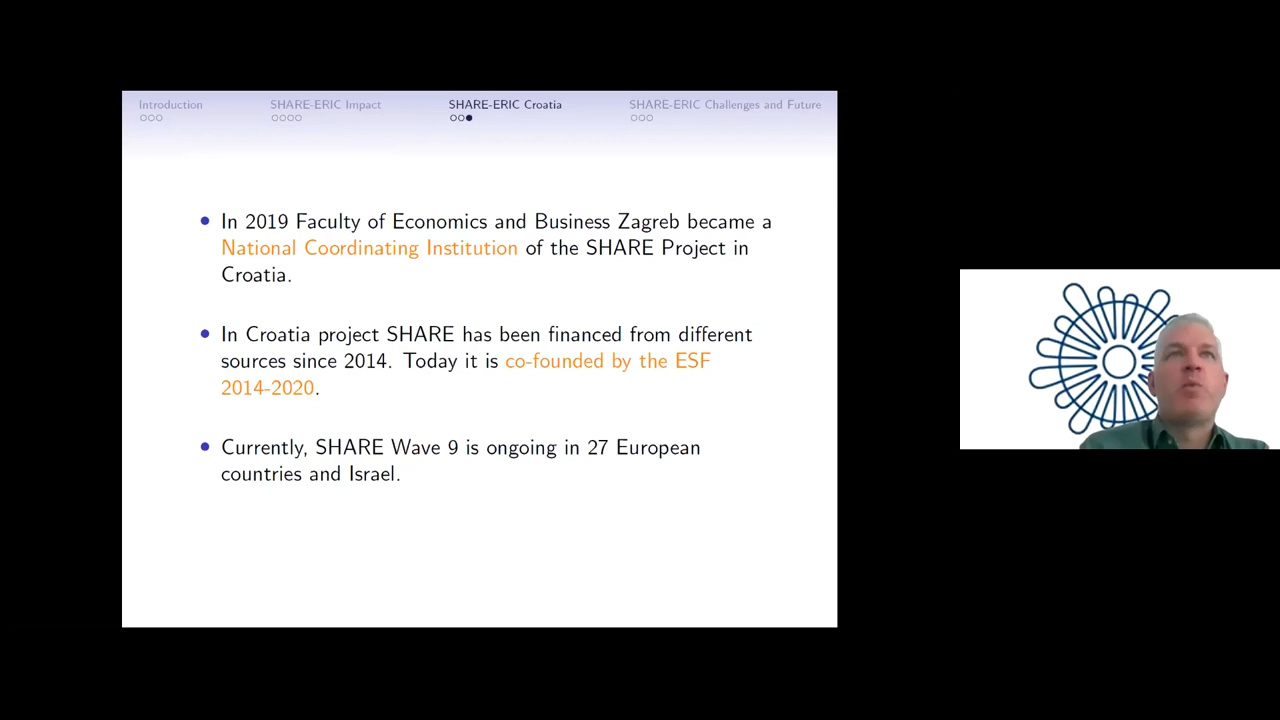 Introduction
SHARE-ERIC Impact
SHARE-ERIC Croatia
SHARE-ERIC Challenges and Future
In 2019 Faculty of Economics and Business Zagreb became a
National Coordinating Institution of the SHARE Project in
Croatia.
In Croatia project SHARE has been financed from different
sources since 2014. Today it is co-founded by the ESF
2014-2020.
Currently, SHARE Wave 9 is ongoing in 27 European
countries and Israel.